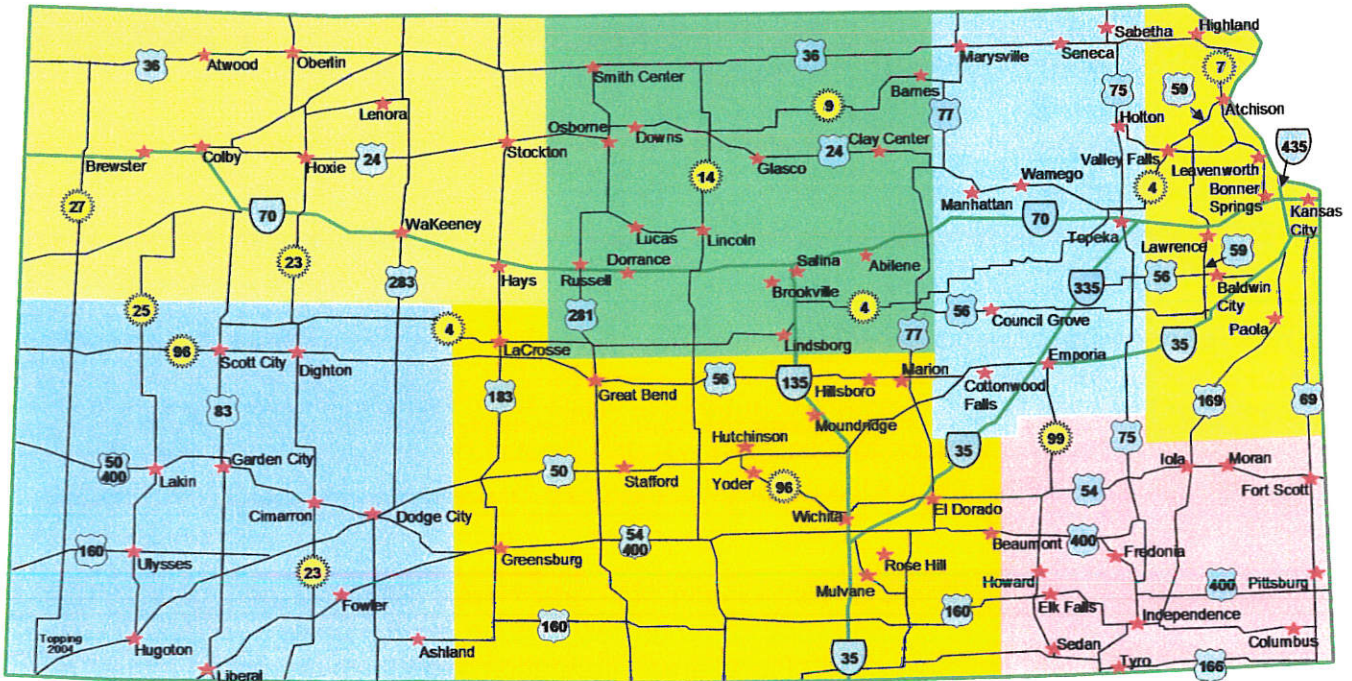 Sabetha
Highland
36
Atwood
Oberlin
36
Marysville
Seneca
7
Smith Center
Barnes
75
59
Atchison
9
77
Lenora
Osborne
Downs
Clay Center
Holton
435
Brewster
Colby
Hoxie
24
Stockton
Glasco
24
Valley Falls
Leavenworth
14
Wamego
4
Bonner
Springs
27
Manhattan
Kansas
City
70
WaKeeney
Lucas
Lincoln
70
Topeka
Lawrence
59
23
Hays
Russell
Dorrance
Salina
Abilene
283
Brookville
335
56
Baldwin
City
25
281
4
56
Council Grove
4
Paola
77
35
96
Scott City
Dighton
LaCrosse
Lindsborg
Emporia
56
135
Hillsboro
Marion
Cottonwood
Falls
83
183
Great Bend
169
69
Moundridge
99
75
Hutchinson
35
50
400
Lakin
Garden City
50
Stafford
Yoder
96
Iola
Moran
54
Fort Scott
Cimarron
Dodge City
Wichita
El Dorado
54
400
Beaumont
400
160
Ulysses
Greensburg
Rose Hill
Fredonia
23
Howard
400
Pittsburg
Fowler
Mulvane
160
Elk Falls
160
Independence
Topping
2004
Hugoton
Ashland
35
Sedan
Columbus
Liberal
Tyro
166